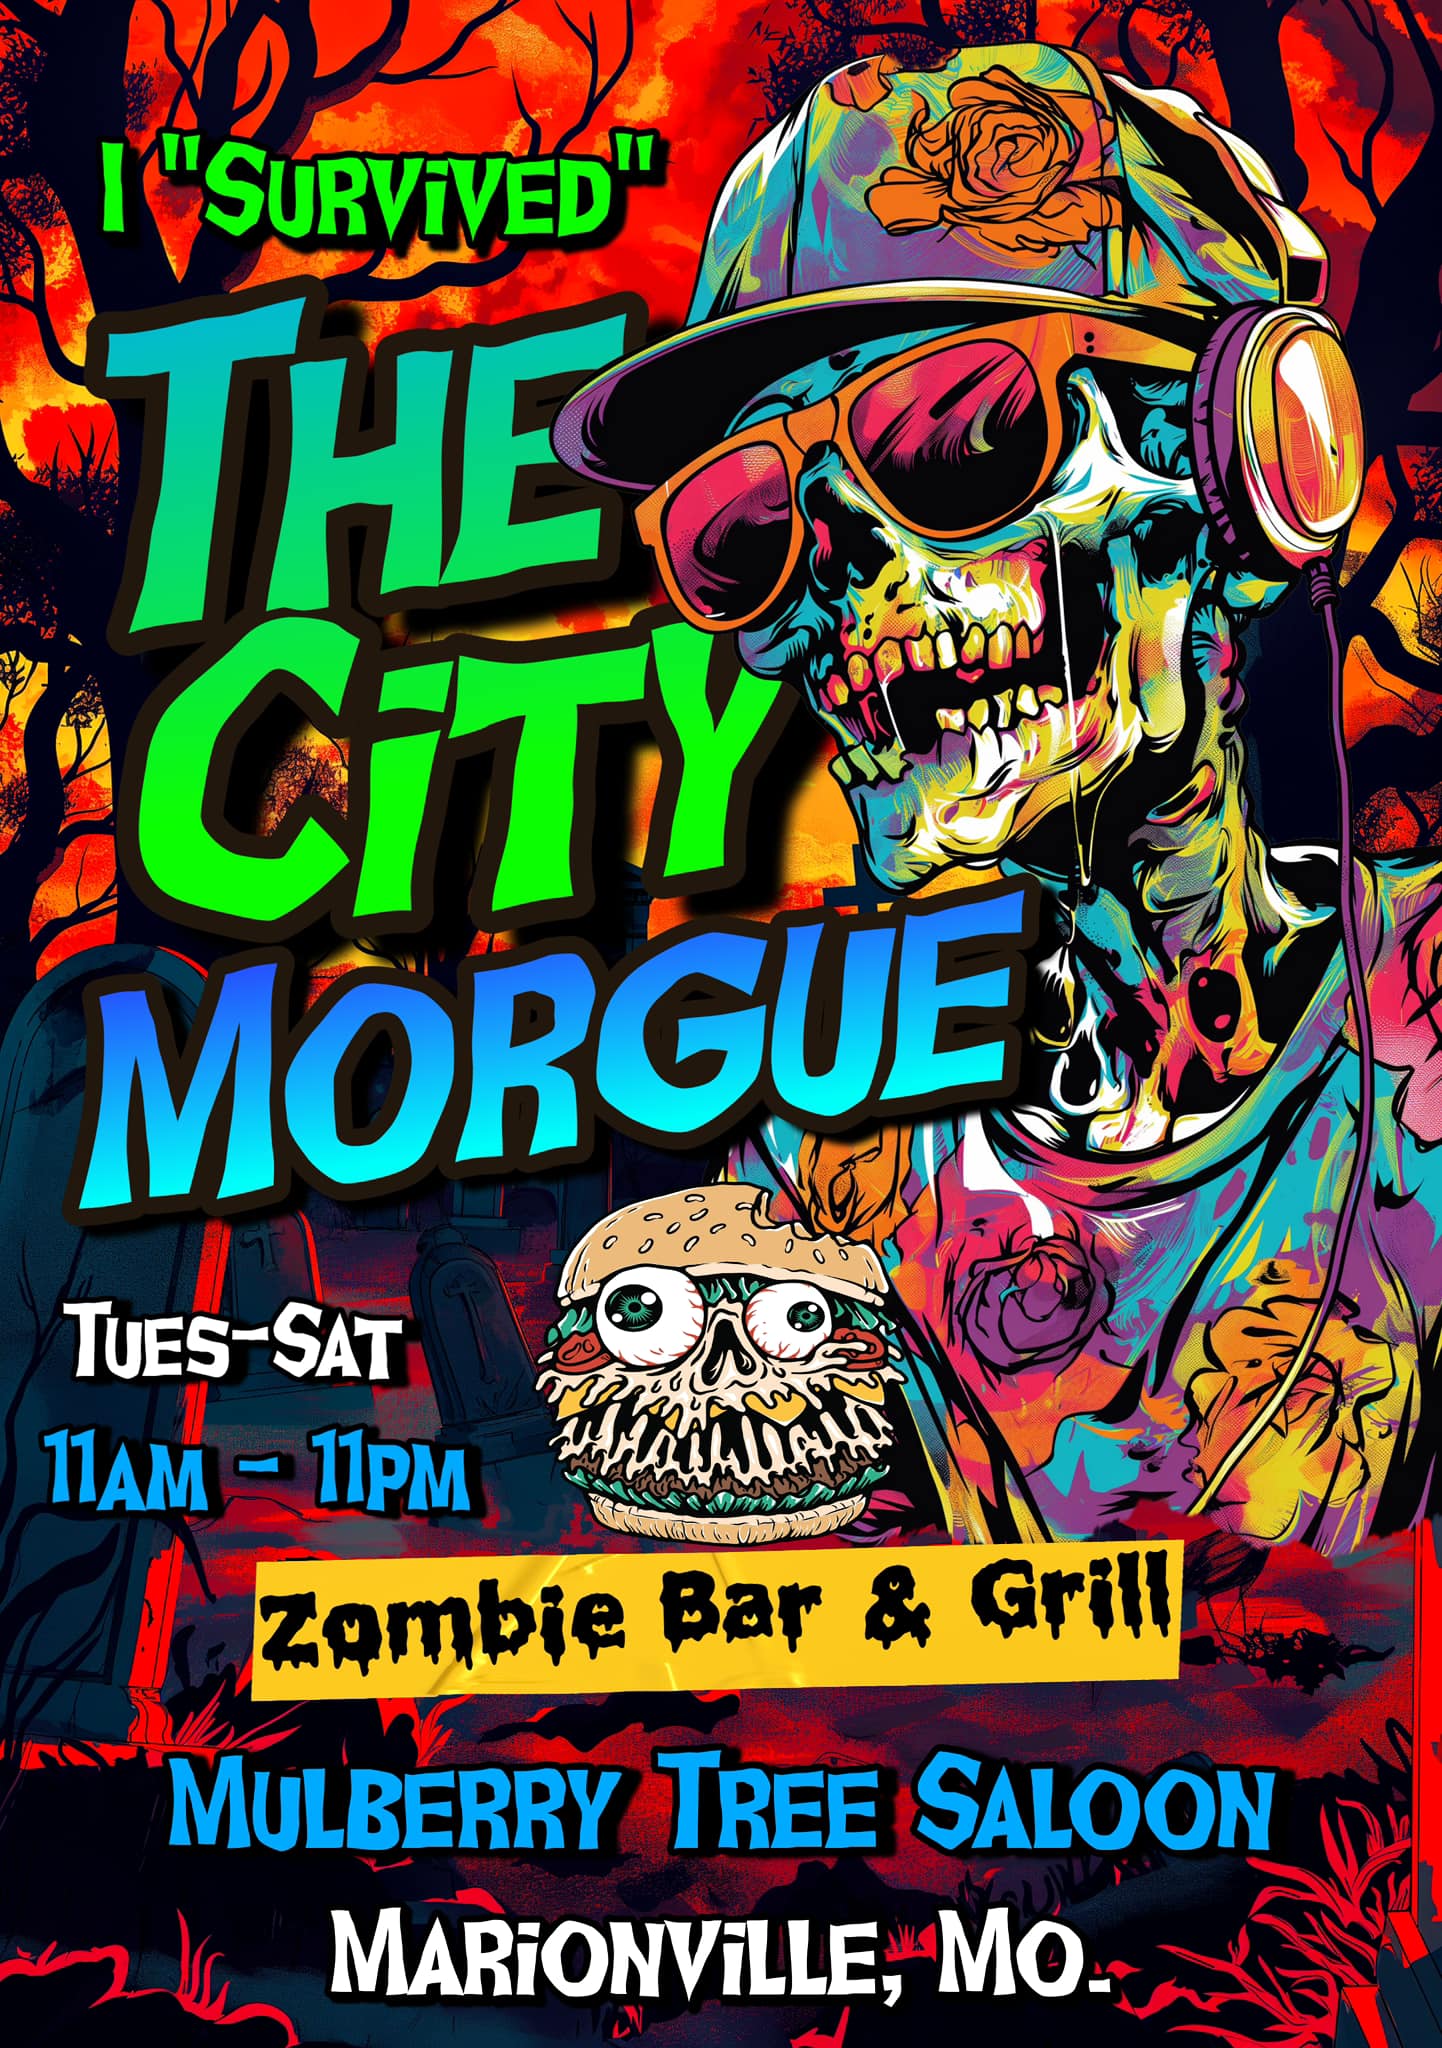 I "Survived"
The
City
Morgue
Tues-Sat
11am - 11pm
Zombie Bar & Grill
Mulberry Tree Saloon
Marionville, Mo.